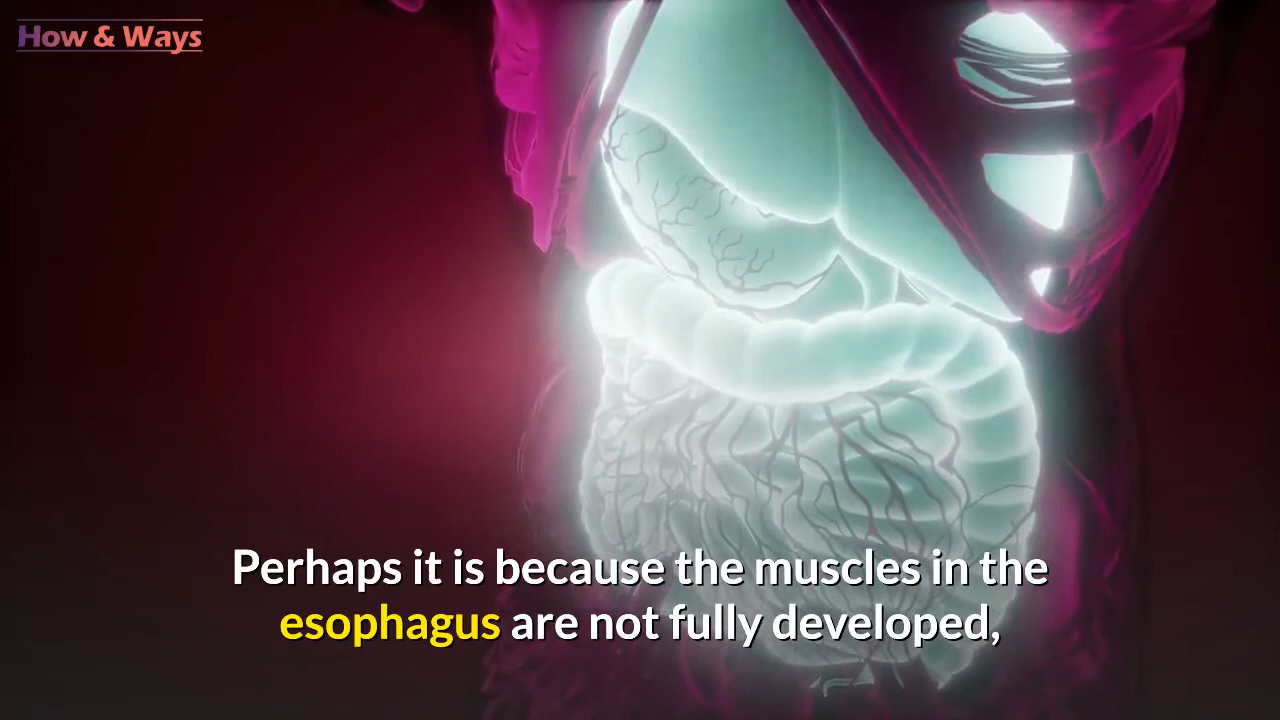 How & Ways
Perhaps it is because the muscles in the
esophagus are not fully developed,